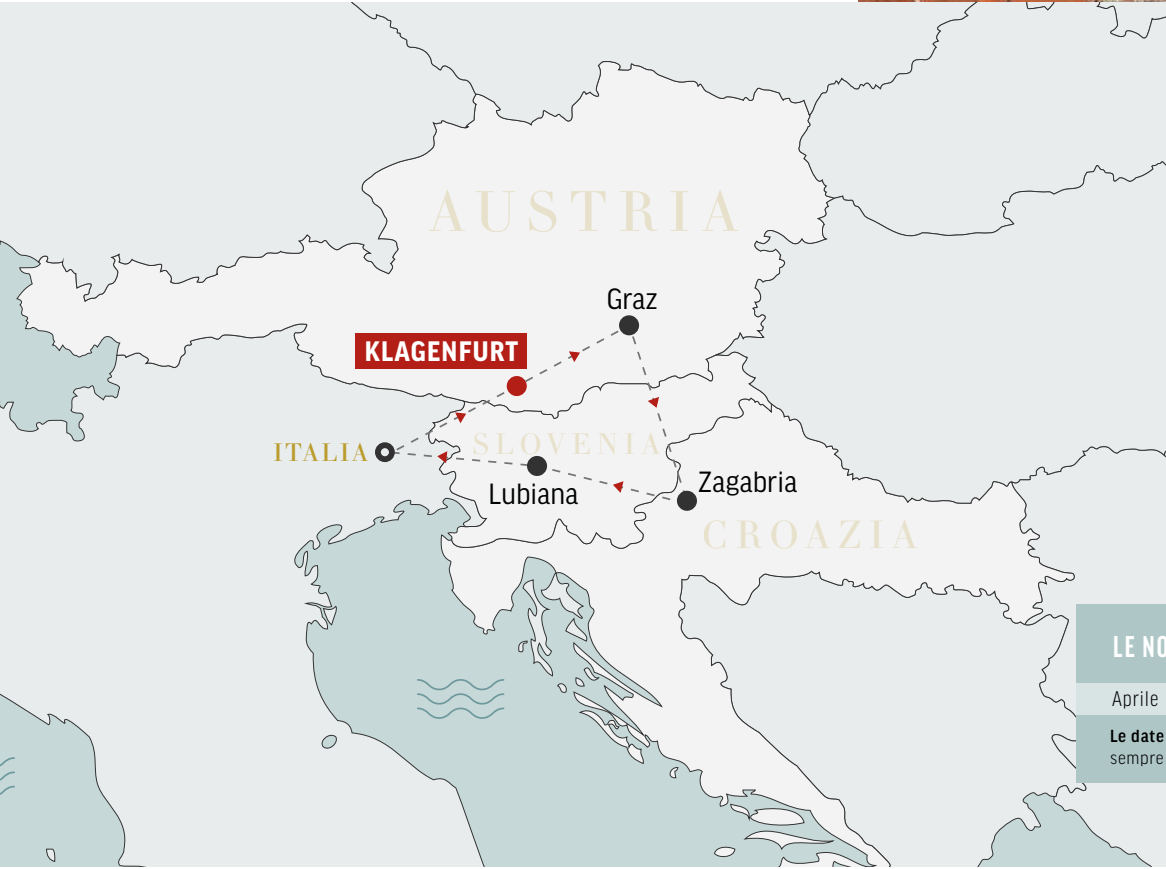 AUSTRIA
Graz
KLAGENFURT
ITALIA
SLOVENIA
Lubiana
Zagabria
CROAZIA
LE NO
Aprile
Le date
sempre